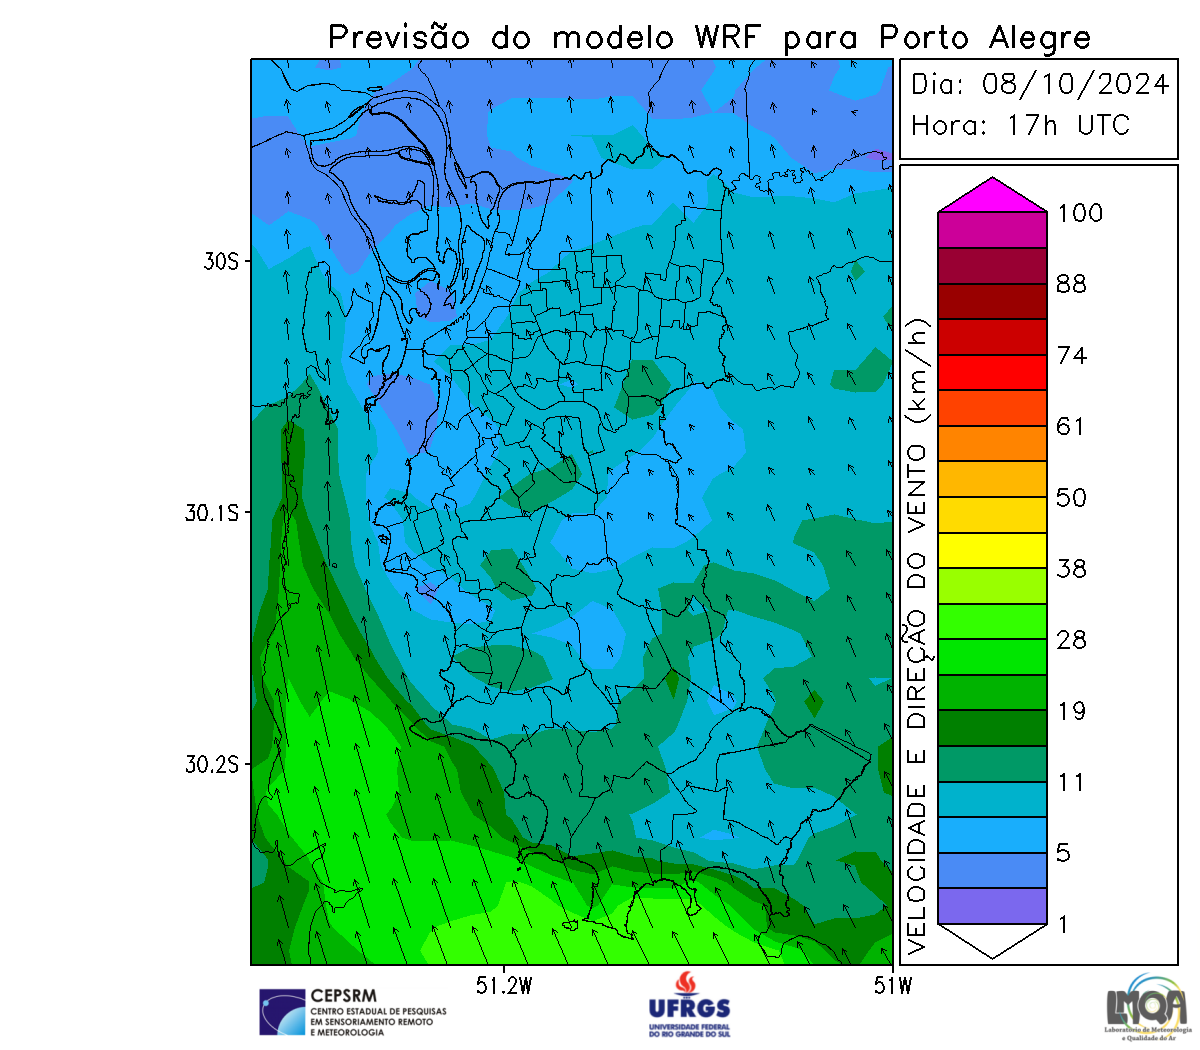 Previsão do modelo WRF para Porto Alegre
Dia: 08/10/2024
Hora: 17h UTC
30S
30.1S
30.2S
51.2W
51W
VELOCIDADE E DIREÇÃO DO VENTO (km/h)
100
88
74
61
50
38
28
19
11
5
1
CEPSRM
CENTRO ESTADUAL DE PESQUISAS
EM SENSORIAMENTO REMOTO
E METEOROLOGIA
UFRGS
UNIVERSIDADE FEDERAL
DO RIO GRANDE DO SUL
LMQA
Laboratório de Meteorologia
e Qualidade do Ar